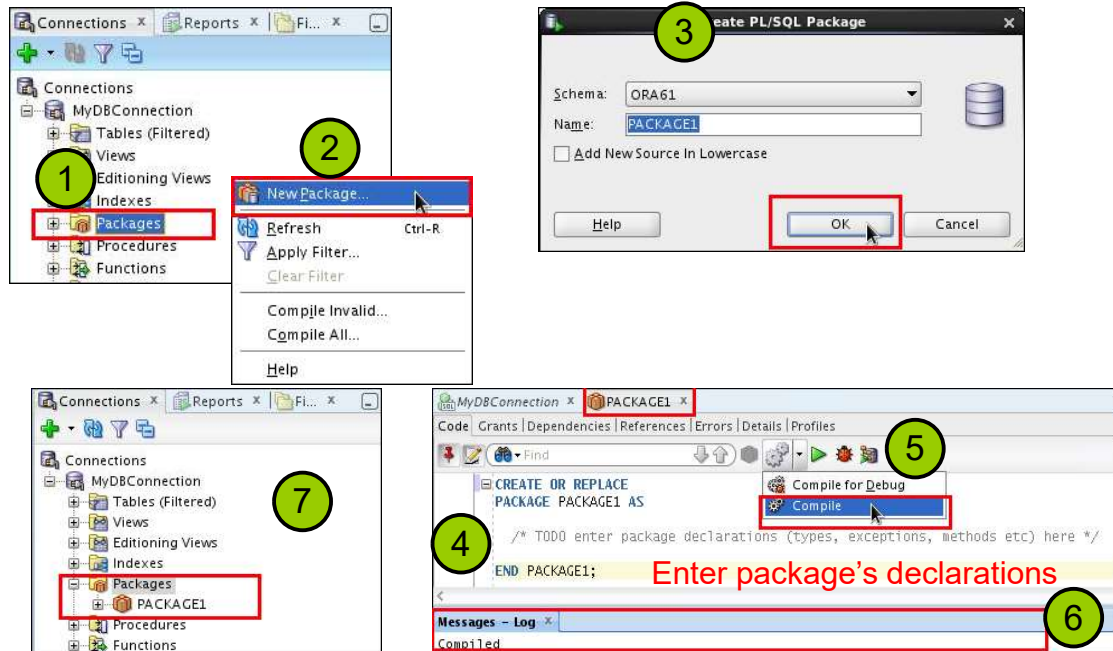 Connections x Reports x Fi... x
Connections
MyDBConnection
Tables (Filtered)
Views
Editioning Views
Indexes
Packages
Procedures
Functions
1
2
New Package...
Refresh Ctrl-R
Apply Filter...
Clear Filter
Compile Invalid...
Compile All...
Help
3
eate PL/SQL Package x
Schema: ORA61
Name: PACKAGE1
Add New Source In Lowercase
Help OK Cancel
Connections x Reports x Fi... x
Connections
MyDBConnection
Tables (Filtered)
Views
Editioning Views
Indexes
Packages
PACKAGE1
Procedures
Functions
7
MyDBConnection x PACKAGE1 x
Code Grants | Dependencies | References | Errors | Details | Profiles
Find
5
Compile for Debug
Compile
4
CREATE OR REPLACE
PACKAGE PACKAGE1 AS
/* TODO enter package declarations (types, exceptions, methods etc) here */
END PACKAGE1;
Enter package's declarations
6
Messages - Log x
Compiled